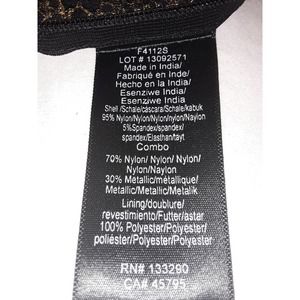 F4112S
LOT # 13092571
Made in India/
Fabriqué en Inde/
Hecho en la India/
Esenziwe India/
Esenziwe India
Shell /Schale/cáscara/Schale/kabuk
95% Nylon/Nylon/Nylon/nylon/Naylon
5%Spandex/spandex/
spandex/Elasthan/tayt
Combo
70% Nylon/ Nylon/ Nylon/
Nylon/Naylon
30% Metallic/métallique/
Metallic/Metallic/Metalik
Lining/doublure/
revestimiento/Futter/astar
100% Polyester/Polyester/
poliéster/Polyester/Polyester
RN# 133290
CA# 45795